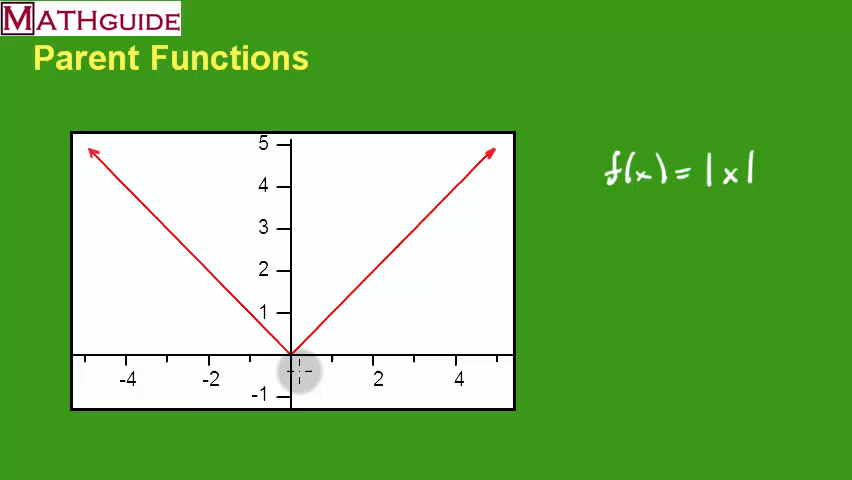 MATHGUIDE
Parent Functions
f(x) = |x|
5
4
3
2
1
-4 -2 2 4
-1